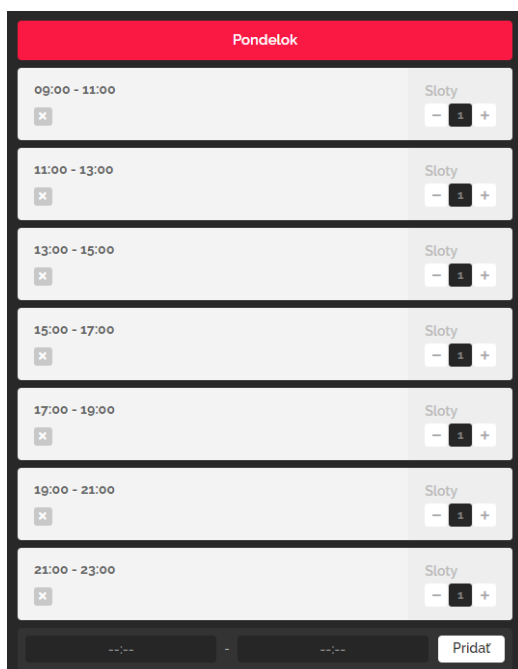 Pondelok
09:00 - 11:00
Sloty
- 1 +
11:00 - 13:00
Sloty
- 1 +
13:00 - 15:00
Sloty
- 1 +
15:00 - 17:00
Sloty
- 1 +
17:00 - 19:00
Sloty
- 1 +
19:00 - 21:00
Sloty
- 1 +
21:00 - 23:00
Sloty
- 1 +
--:-- - --:-- Pridať